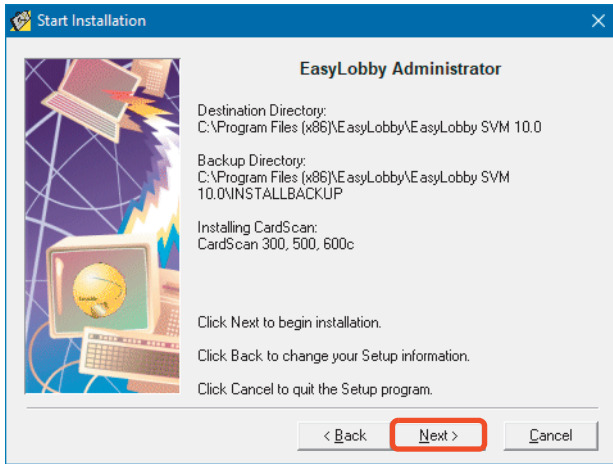 Start Installation
EasyLobby Administrator
Destination Directory:
C:\Program Files (x86)\EasyLobby\EasyLobby SVM 10.0
Backup Directory:
C:\Program Files (x86)\EasyLobby\EasyLobby SVM
10.0\INSTALLBACKUP
Installing CardScan:
CardScan 300, 500, 600c
Click Next to begin installation.
Click Back to change your Setup information.
Click Cancel to quit the Setup program.
< Back
Next >
Cancel